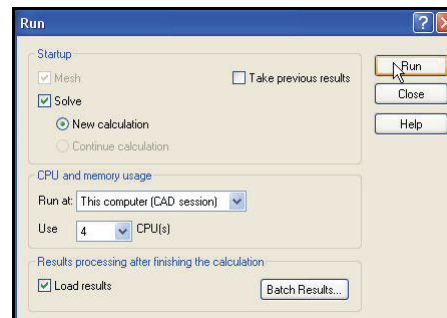 Run
Startup
Mesh
Take previous results
Solve
New calculation
Continue calculation
CPU and memory usage
Run at: This computer (CAD session)
Use 4 CPU(s)
Results processing after finishing the calculation
Load results
Batch Results...
Run
Close
Help